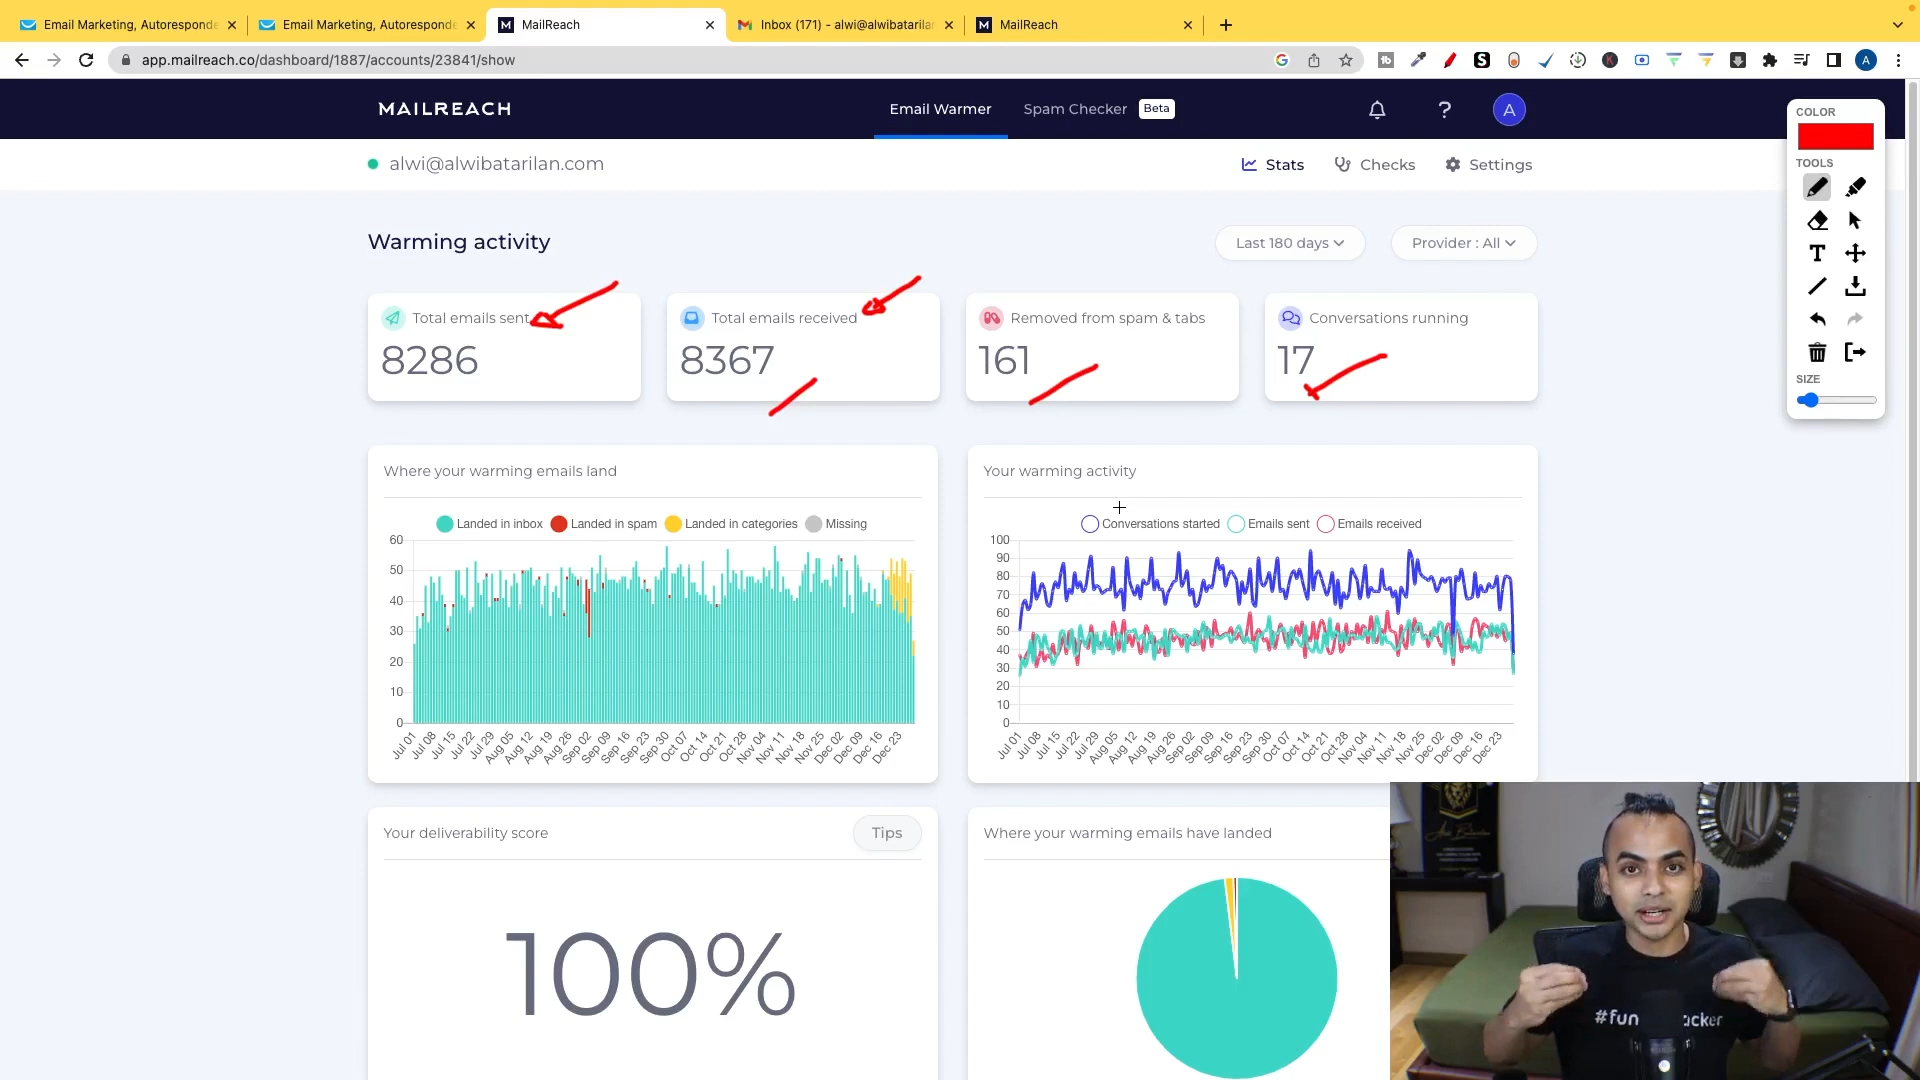 Email Marketing, Autoresponde
Email Marketing, Autoresponde
MailReach
Inbox (171) - alwi@alwibatarilan
MailReach
app.mailreach.co/dashboard/1887/accounts/23841/show
MAILREACH
Email Warmer
Spam Checker
Beta
A
alwi@alwibatarilan.com
Stats
Checks
Settings
COLOR
TOOLS
SIZE
Warming activity
Last 180 days
Provider : All
Total emails sent
8286
Total emails received
8367
Removed from spam & tabs
161
Conversations running
17
Where your warming emails land
Landed in inbox Landed in spam Landed in categories Missing
60
50
40
30
20
10
0
Jul 01 Jul 08 Jul 15 Jul 22 Jul 29 Aug 05 Aug 12 Aug 19 Aug 26 Sep 02 Sep 09 Sep 16 Sep 23 Sep 30 Oct 07 Oct 14 Oct 21 Oct 28 Nov 04 Nov 11 Nov 18 Nov 25 Dec 02 Dec 09 Dec 16 Dec 23
Your warming activity
Conversations started Emails sent Emails received
100
90
80
70
60
50
40
30
20
10
0
Jul 01 Jul 08 Jul 15 Jul 22 Jul 29 Aug 05 Aug 12 Aug 19 Aug 26 Sep 02 Sep 09 Sep 16 Sep 23 Sep 30 Oct 07 Oct 14 Oct 21 Oct 28 Nov 04 Nov 11 Nov 18 Nov 25 Dec 02 Dec 09 Dec 16 Dec 23
Your deliverability score
Tips
100%
Where your warming emails have landed
#fun